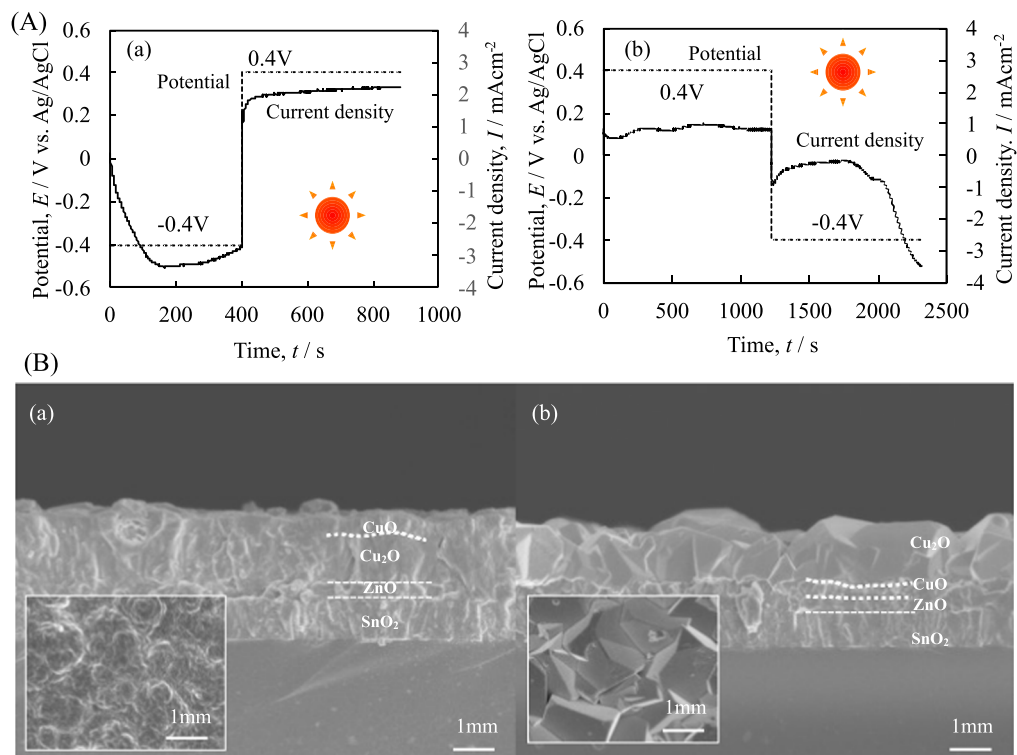 (A)
(a)
Potential, E / V vs. Ag/AgCl
0.6
0.4
0.2
0
-0.2
-0.4
0.6
Potential
0.4V
Current density
-0.4V
4
3
2
1
0
-1
-2
-3
-4
Current density, I / mAcm-2
0
200
400
600
800
1000
Time, t / s
(b)
Potential, E / V vs. Ag/AgCl
0.6
0.4
0.2
0
-0.2
-0.4
0.6
Potential
0.4V
Current density
-0.4V
4
3
2
1
0
-1
-2
-3
-4
Current density. I / mAcm-2
0
500
1000
1500
2000
2500
Time, t / s
(B)
(a)
CuO
Cu2O
ZnO
SnO2
1mm
1mm
(b)
Cu2O
CuO
ZnO
SnO2
1mm
1mm